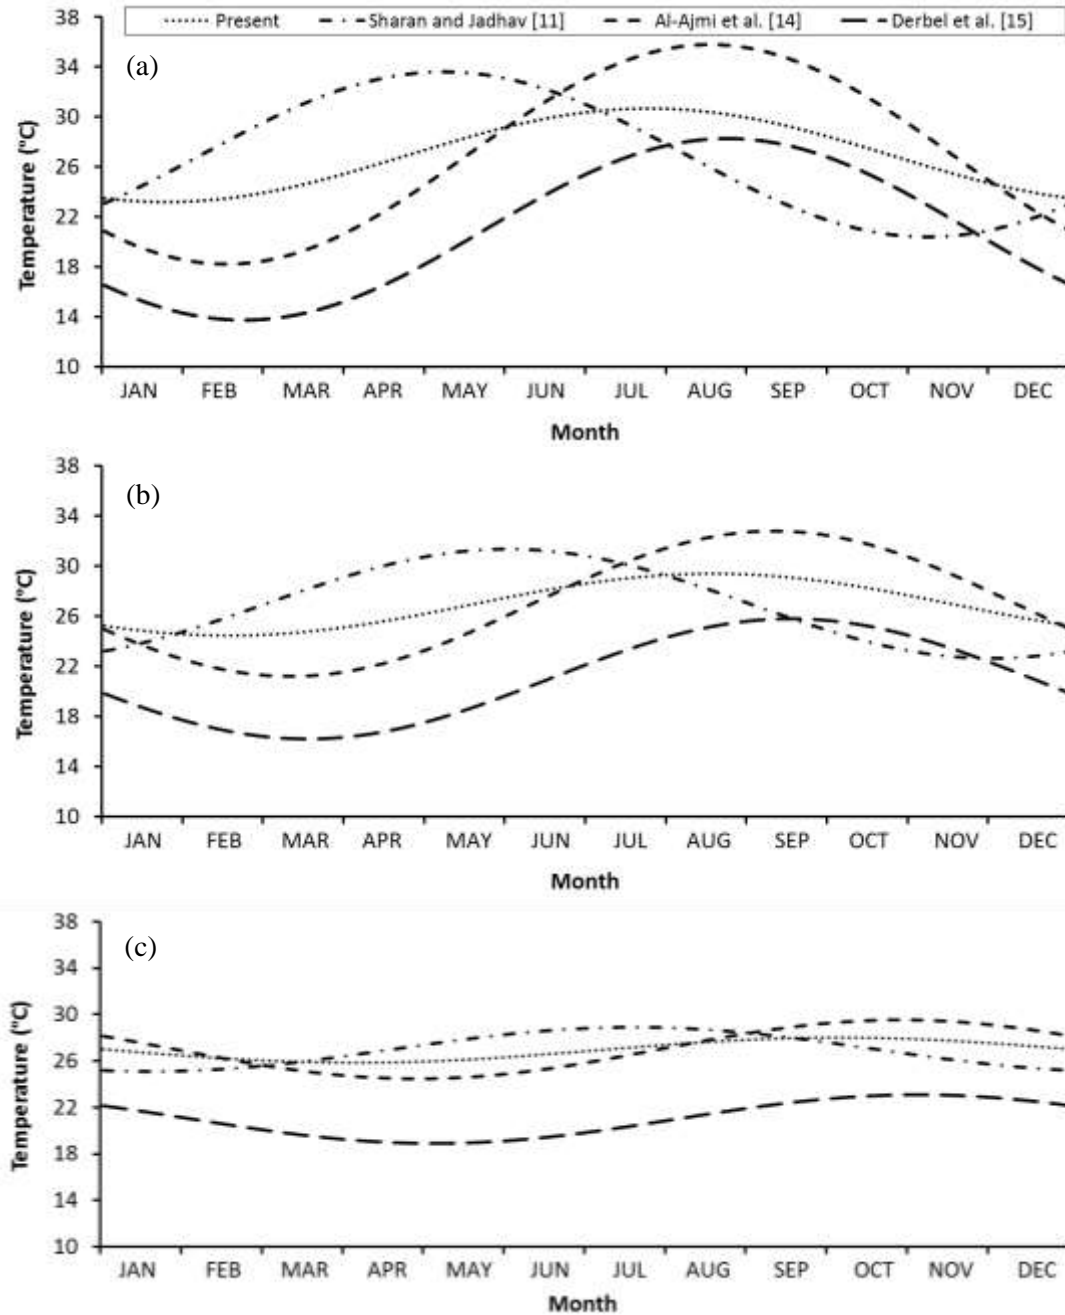 Present Sharan and Jadhav [11] Al-Ajmi et al. [14] Derbel et al. [15]
(a)
38
34
30
26
22
18
14
10
Temperature (°C)
JAN FEB MAR APR MAY JUN JUL AUG SEP OCT NOV DEC
Month
(b)
38
34
30
26
22
18
14
10
Temperature (°C)
JAN FEB MAR APR MAY JUN JUL AUG SEP OCT NOV DEC
Month
(c)
38
34
30
26
22
18
14
10
Temperature (°C)
JAN FEB MAR APR MAY JUN JUL AUG SEP OCT NOV DEC
Month